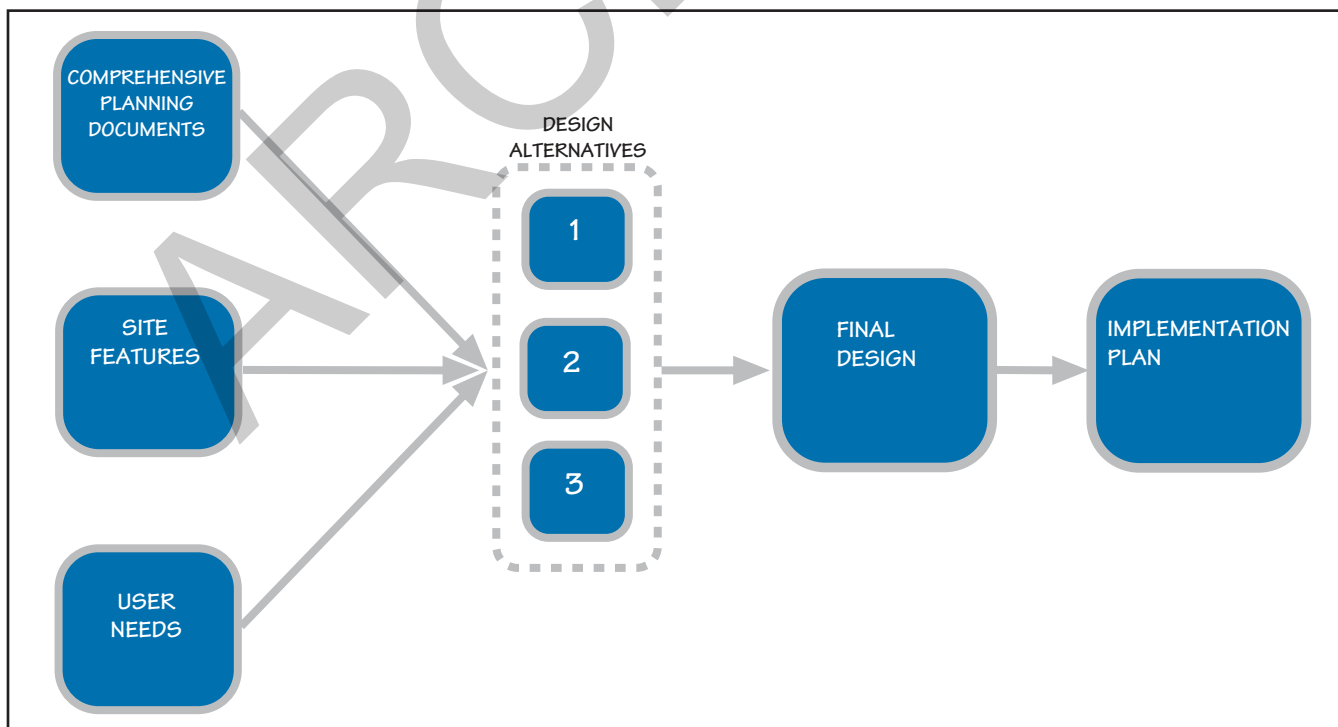 COMPREHENSIVE
PLANNING
DOCUMENTS
SITE
FEATURES
USER
NEEDS
DESIGN
ALTERNATIVES
1
2
3
FINAL
DESIGN
IMPLEMENTATION
PLAN